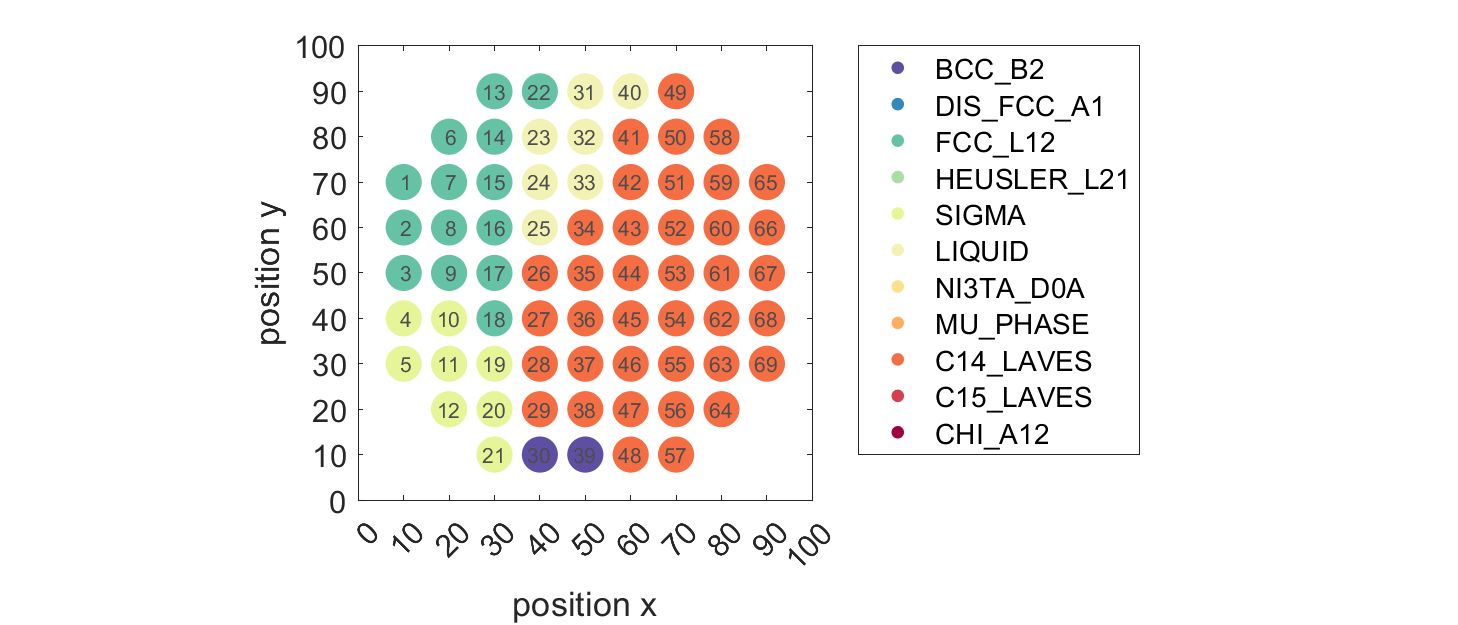 100
90
80
70
60
50
40
30
20
10
0
position y
13 22 31 40 49
6 14 23 32 41 50 58
1 7 15 24 33 42 51 59 65
2 8 16 25 34 43 52 60 66
3 9 17 26 35 44 53 61 67
4 10 18 27 36 45 54 62 68
5 11 19 28 37 46 55 63 69
12 20 29 38 47 56 64
21 30 39 48 57
0 10 20 30 40 50 60 70 80 90 100
position x
BCC_B2
DIS_FCC_A1
FCC_L12
HEUSLER_L21
SIGMA
LIQUID
NI3TA_D0A
MU_PHASE
C14_LAVES
C15_LAVES
CHI_A12